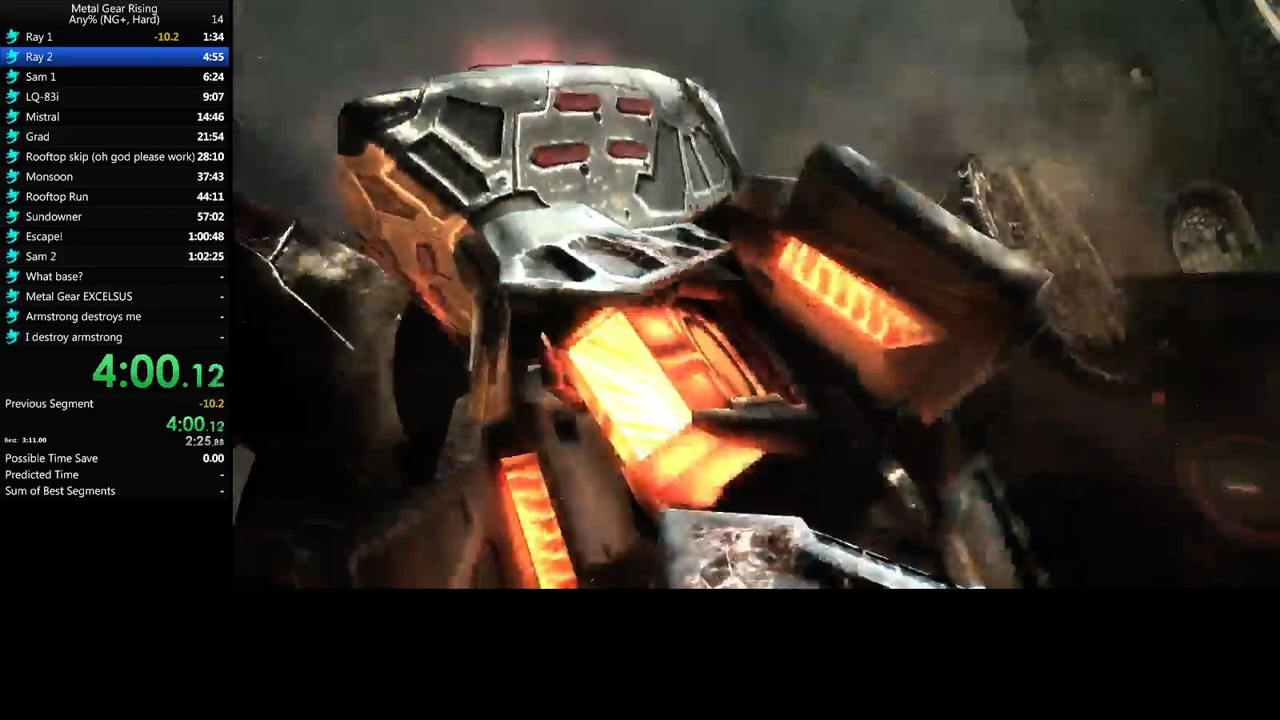 Metal Gear Rising
Any% (NG+, Hard) 14
Ray 1 -10.2 1:34
Ray 2 4:55
Sam 1 6:24
LQ-83i 9:07
Mistral 14:46
Grad 21:54
Rooftop skip (oh god please work) 28:10
Monsoon 37:43
Rooftop Run 44:11
Sundowner 57:02
Escape! 1:00:48
Sam 2 1:02:25
What base? -
Metal Gear EXCELSUS -
Armstrong destroys me -
I destroy armstrong -
4:00.12
Previous Segment -10.2
4:00.12
Best: 3:11.00 2:25.88
Possible Time Save 0.00
Predicted Time -
Sum of Best Segments -